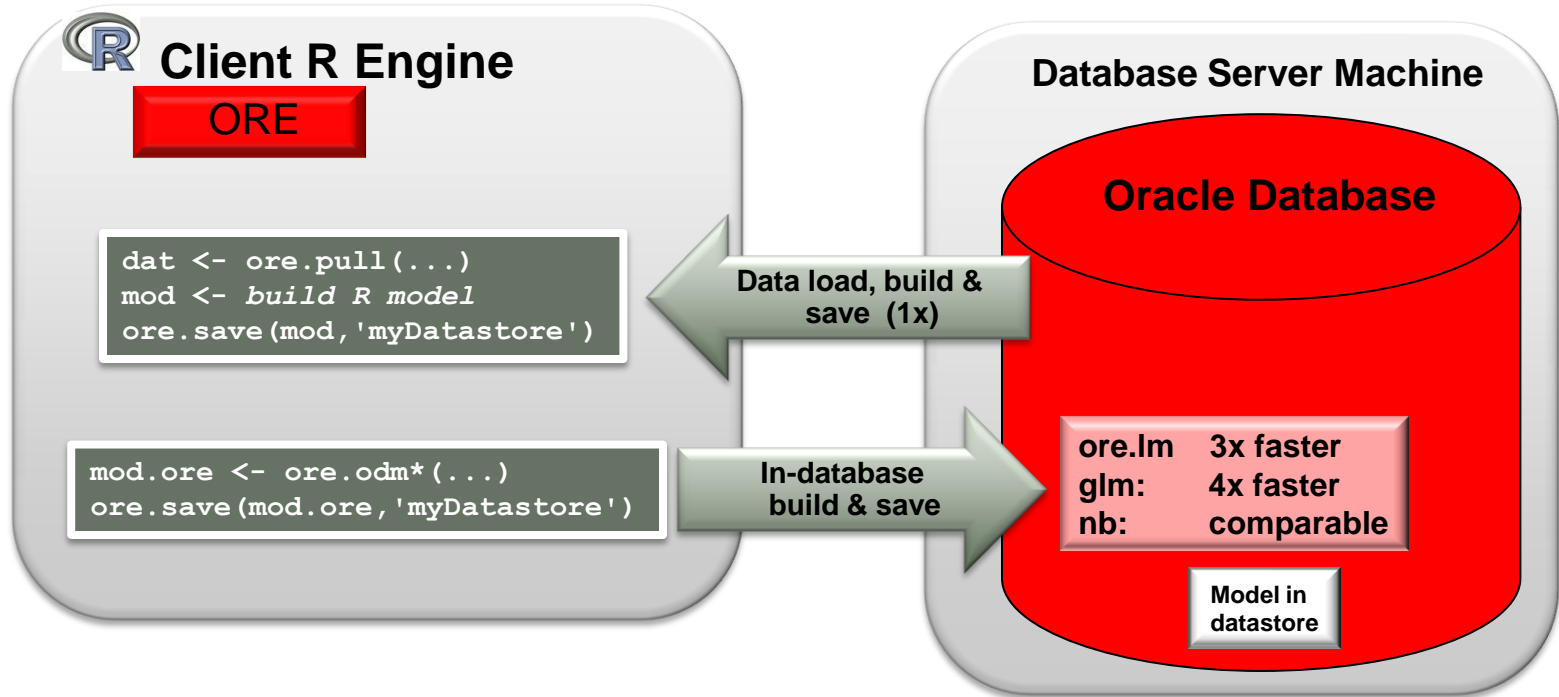 R Client R Engine
ORE
dat <- ore.pull(...)
mod <- build R model
ore.save(mod,'myDatastore')
mod.ore <- ore.odm*(...)
ore.save(mod.ore,'myDatastore')
Data load, build &
save (1x)
In-database
build & save
Database Server Machine
Oracle Database
ore.lm 3x faster
glm: 4x faster
nb: comparable
Model in
datastore